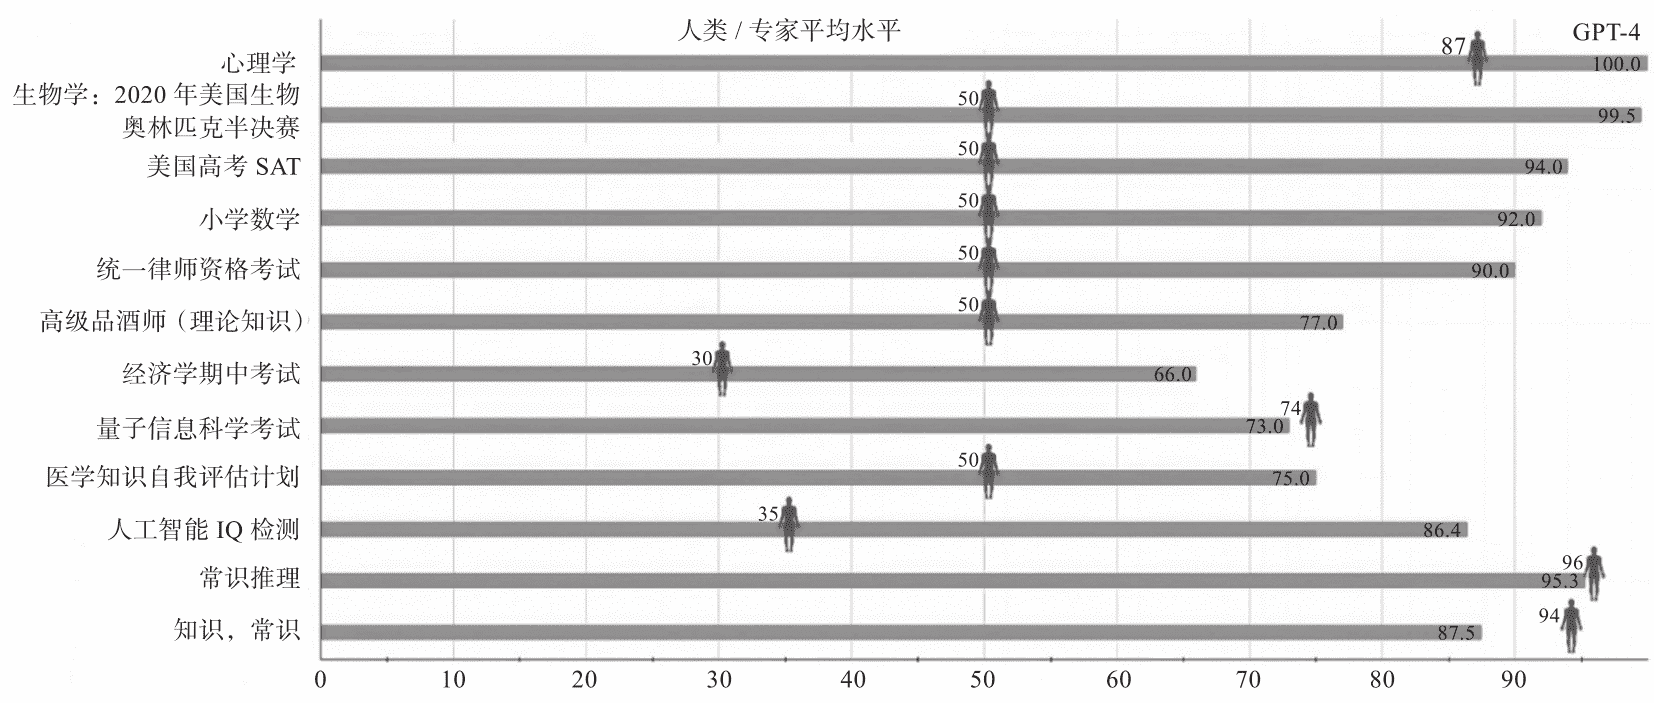 人类 / 专家平均水平
GPT-4
心理学
87
100.0
生物学：2020 年美国生物
奥林匹克半决赛
50
99.5
美国高考 SAT
50
94.0
小学数学
50
92.0
统一律师资格考试
50
90.0
高级品酒师（理论知识）
50
77.0
经济学期中考试
30
66.0
量子信息科学考试
74
73.0
医学知识自我评估计划
50
75.0
人工智能 IQ 检测
35
86.4
常识推理
96
95.3
知识，常识
94
87.5
0 10 20 30 40 50 60 70 80 90